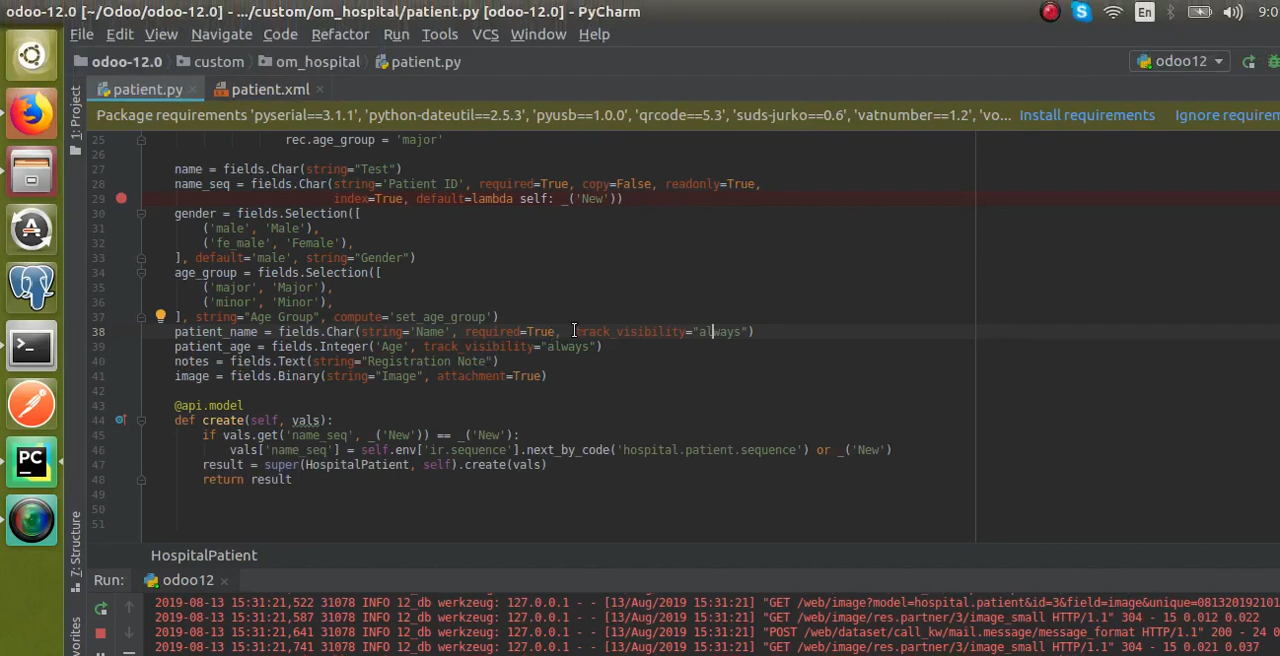 odoo-12.0 [~/Odoo/odoo-12.0] - .../custom/om_hospital/patient.py [odoo-12.0] - PyCharm
En
9:0
File Edit View Navigate Code Refactor Run Tools VCS Window Help
odoo-12.0 custom om_hospital patient.py
odoo12
patient.py patient.xml
Package requirements 'pyserial==3.1.1', 'python-dateutil==2.5.3', 'pyusb==1.0.0', 'qrcode==5.3', 'suds-jurko==0.6', 'vatnumber==1.2', 'vo... Install requirements Ignore requirem
1: Project
25 rec.age_group = 'major'
26
27 name = fields.Char(string="Test")
28 name_seq = fields.Char(string='Patient ID', required=True, copy=False, readonly=True,
29 index=True, default=lambda self: _('New'))
30 gender = fields.Selection([
31 ('male', 'Male'),
32 ('fe_male', 'Female'),
33 ], default='male', string="Gender")
34 age_group = fields.Selection([
35 ('major', 'Major'),
36 ('minor', 'Minor'),
37 ], string="Age Group", compute='set_age_group')
38 patient_name = fields.Char(string='Name', required=True, track_visibility="always")
39 patient_age = fields.Integer('Age', track_visibility="always")
40 notes = fields.Text(string="Registration Note")
41 image = fields.Binary(string="Image", attachment=True)
42
43 @api.model
44 def create(self, vals):
45 if vals.get('name_seq', _('New')) == _('New'):
46 vals['name_seq'] = self.env['ir.sequence'].next_by_code('hospital.patient.sequence') or _('New')
47 result = super(HospitalPatient, self).create(vals)
48 return result
49
50
51
7: Structure
HospitalPatient
Run: odoo12
2019-08-13 15:31:21,522 31078 INFO 12_db werkzeug: 127.0.0.1 - - [13/Aug/2019 15:31:21] "GET /web/image?model=hospital.patient&id=3&field=image&unique=081320192101
2019-08-13 15:31:21,587 31078 INFO 12_db werkzeug: 127.0.0.1 - - [13/Aug/2019 15:31:21] "GET /web/image/res.partner/3/image_small HTTP/1.1" 304 - 15 0.012 0.022
2019-08-13 15:31:21,641 31078 INFO 12_db werkzeug: 127.0.0.1 - - [13/Aug/2019 15:31:21] "POST /web/dataset/call_kw/mail.message/message_format HTTP/1.1" 200 - 24 0
2019-08-13 15:31:21,741 31078 INFO 12_db werkzeug: 127.0.0.1 - - [13/Aug/2019 15:31:21] "GET /web/image/res.partner/3/image_small HTTP/1.1" 304 - 15 0.021 0.037
vorites
PC